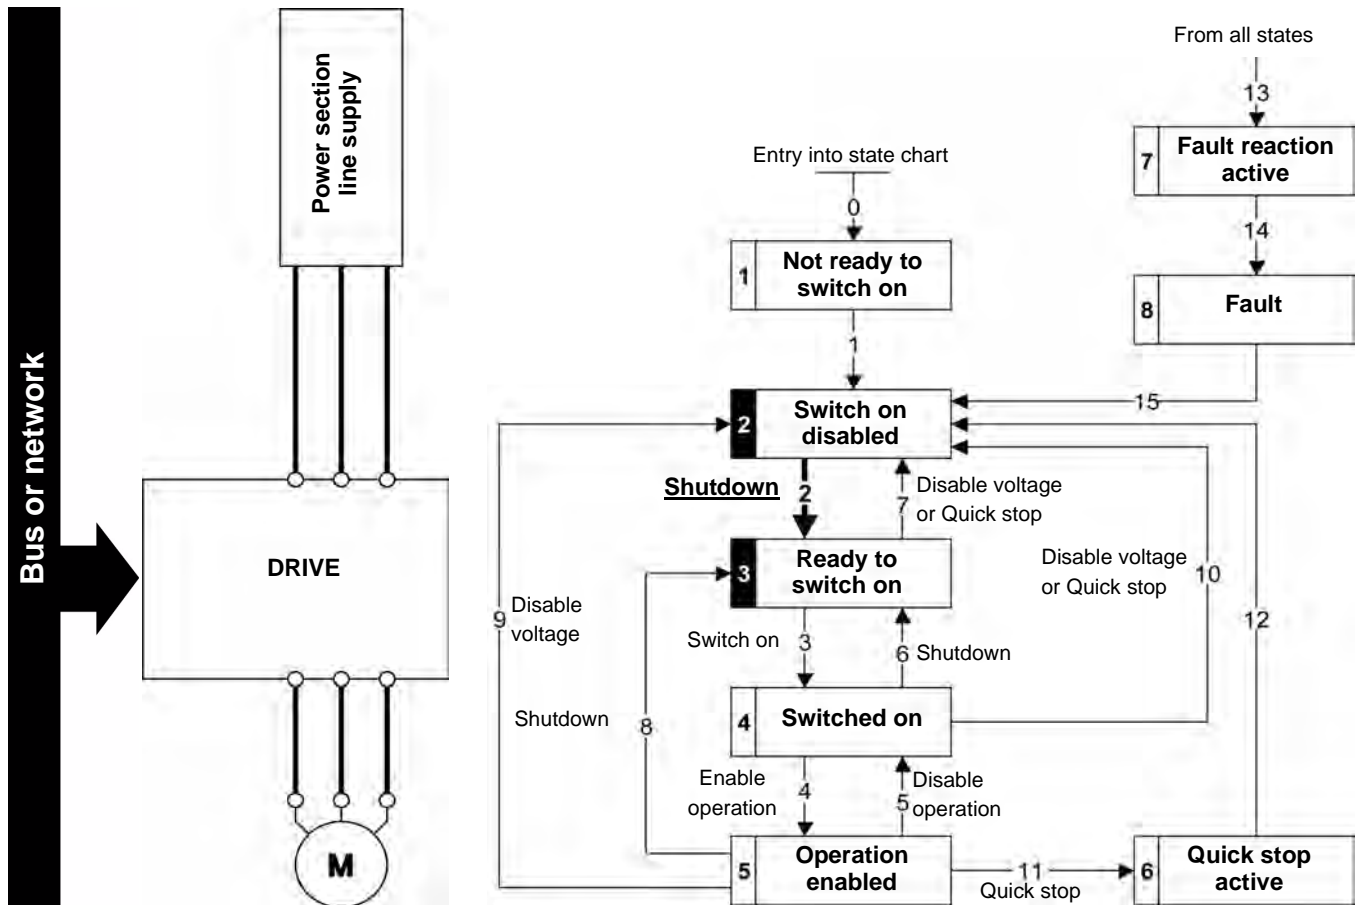 Bus or network
Power section
line supply
DRIVE
M
From all states
13
7
Fault reaction
active
14
8
Fault
15
Entry into state chart
0
1
Not ready to
switch on
1
2
Switch on
disabled
Shutdown
2
7
Disable voltage
or Quick stop
3
Ready to
switch on
Disable voltage
or Quick stop
10
9
Disable
voltage
12
Switch on
3
6
Shutdown
Shutdown
8
4
Switched on
Enable
operation
4
5
Disable
operation
5
Operation
enabled
11
Quick stop
6
Quick stop
active